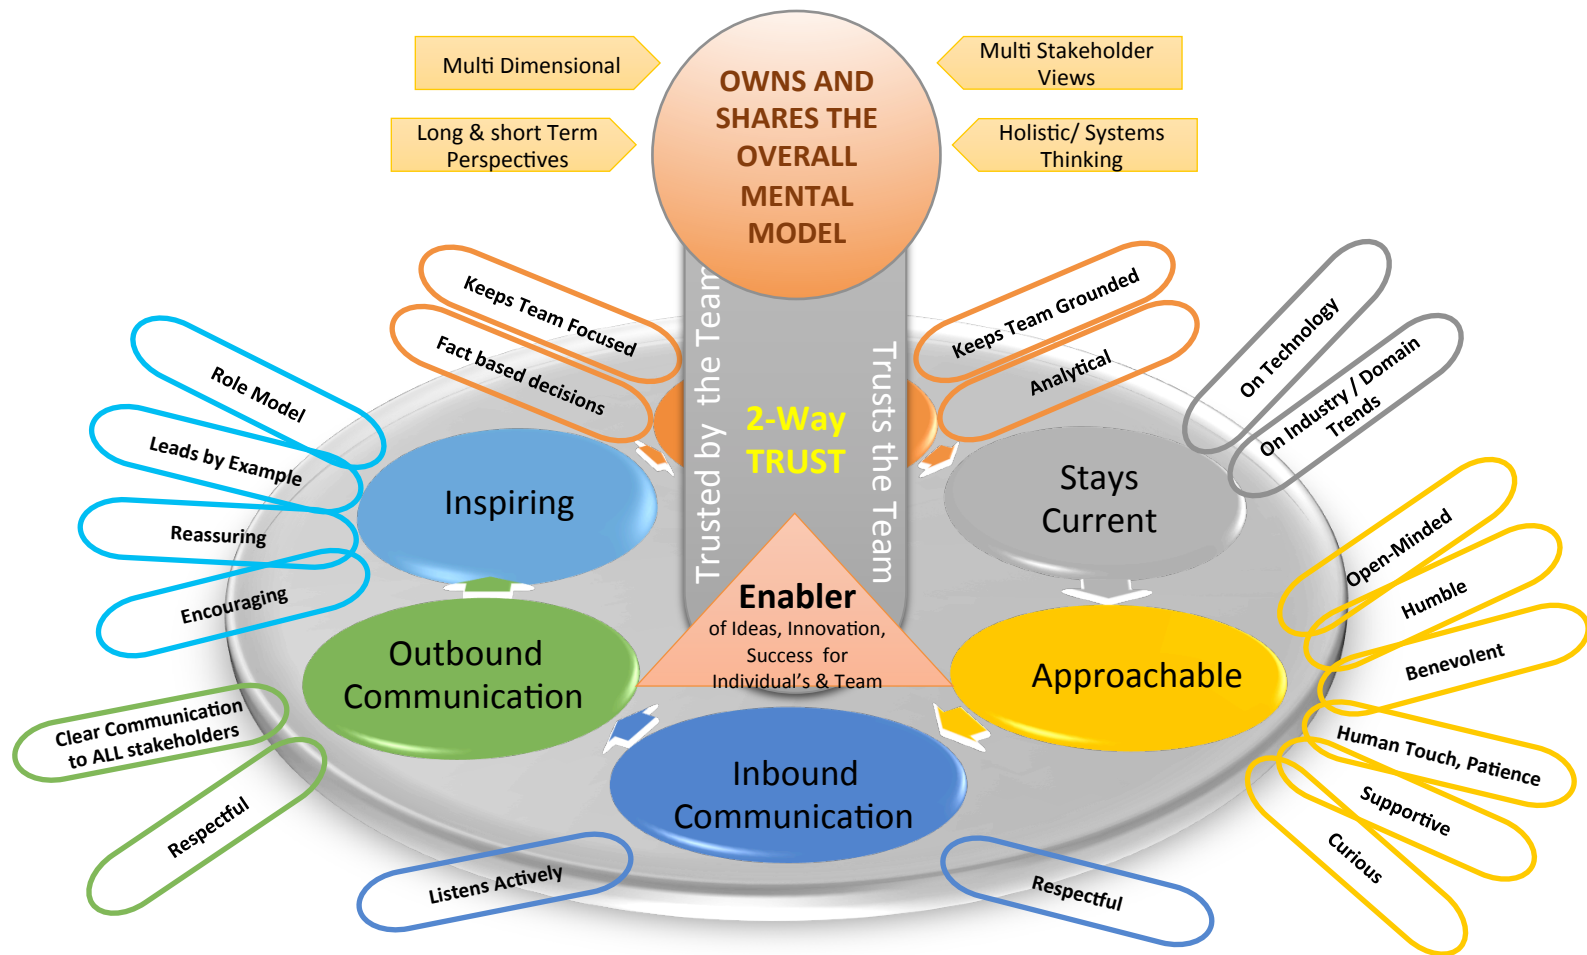 Multi Dimensional
Long & short Term
Perspectives
OWNS AND
SHARES THE
OVERALL
MENTAL
MODEL
Multi Stakeholder
Views
Holistic/ Systems
Thinking
Keeps Team Focused
Fact based decisions
Keeps Team Grounded
Analytical
On Technology
On Industry / Domain
Trends
Role Model
Leads by Example
Reassuring
Encouraging
Inspiring
Trusted by the Team
2-Way
TRUST
Trusts the Team
Stays
Current
Enabler
of Ideas, Innovation,
Success for
Individual's & Team
Outbound
Communication
Approachable
Inbound
Communication
Open-Minded
Humble
Benevolent
Human Touch, Patience
Supportive
Curious
Clear Communication
to ALL stakeholders
Respectful
Listens Actively
Respectful